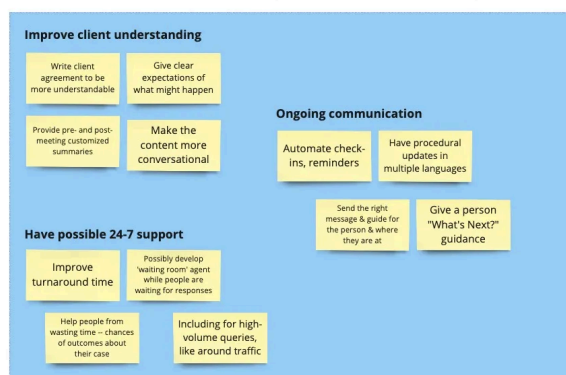 Improve client understanding
Write client
agreement to be
more understandable
Give clear
expectations of
what might happen
Provide pre- and post-
meeting customized
summaries
Make the
content more
conversational
Ongoing communication
Automate check-
ins, reminders
Have procedural
updates in
multiple languages
Send the right
message & guide for
the person & where
they are at
Give a person
"What's Next?"
guidance
Have possible 24-7 support
Improve
turnaround time
Possibly develop
'waiting room' agent
while people are
waiting for responses
Help people from
wasting time -- chances
of outcomes about
their case
Including for high-
volume queries,
like around traffic